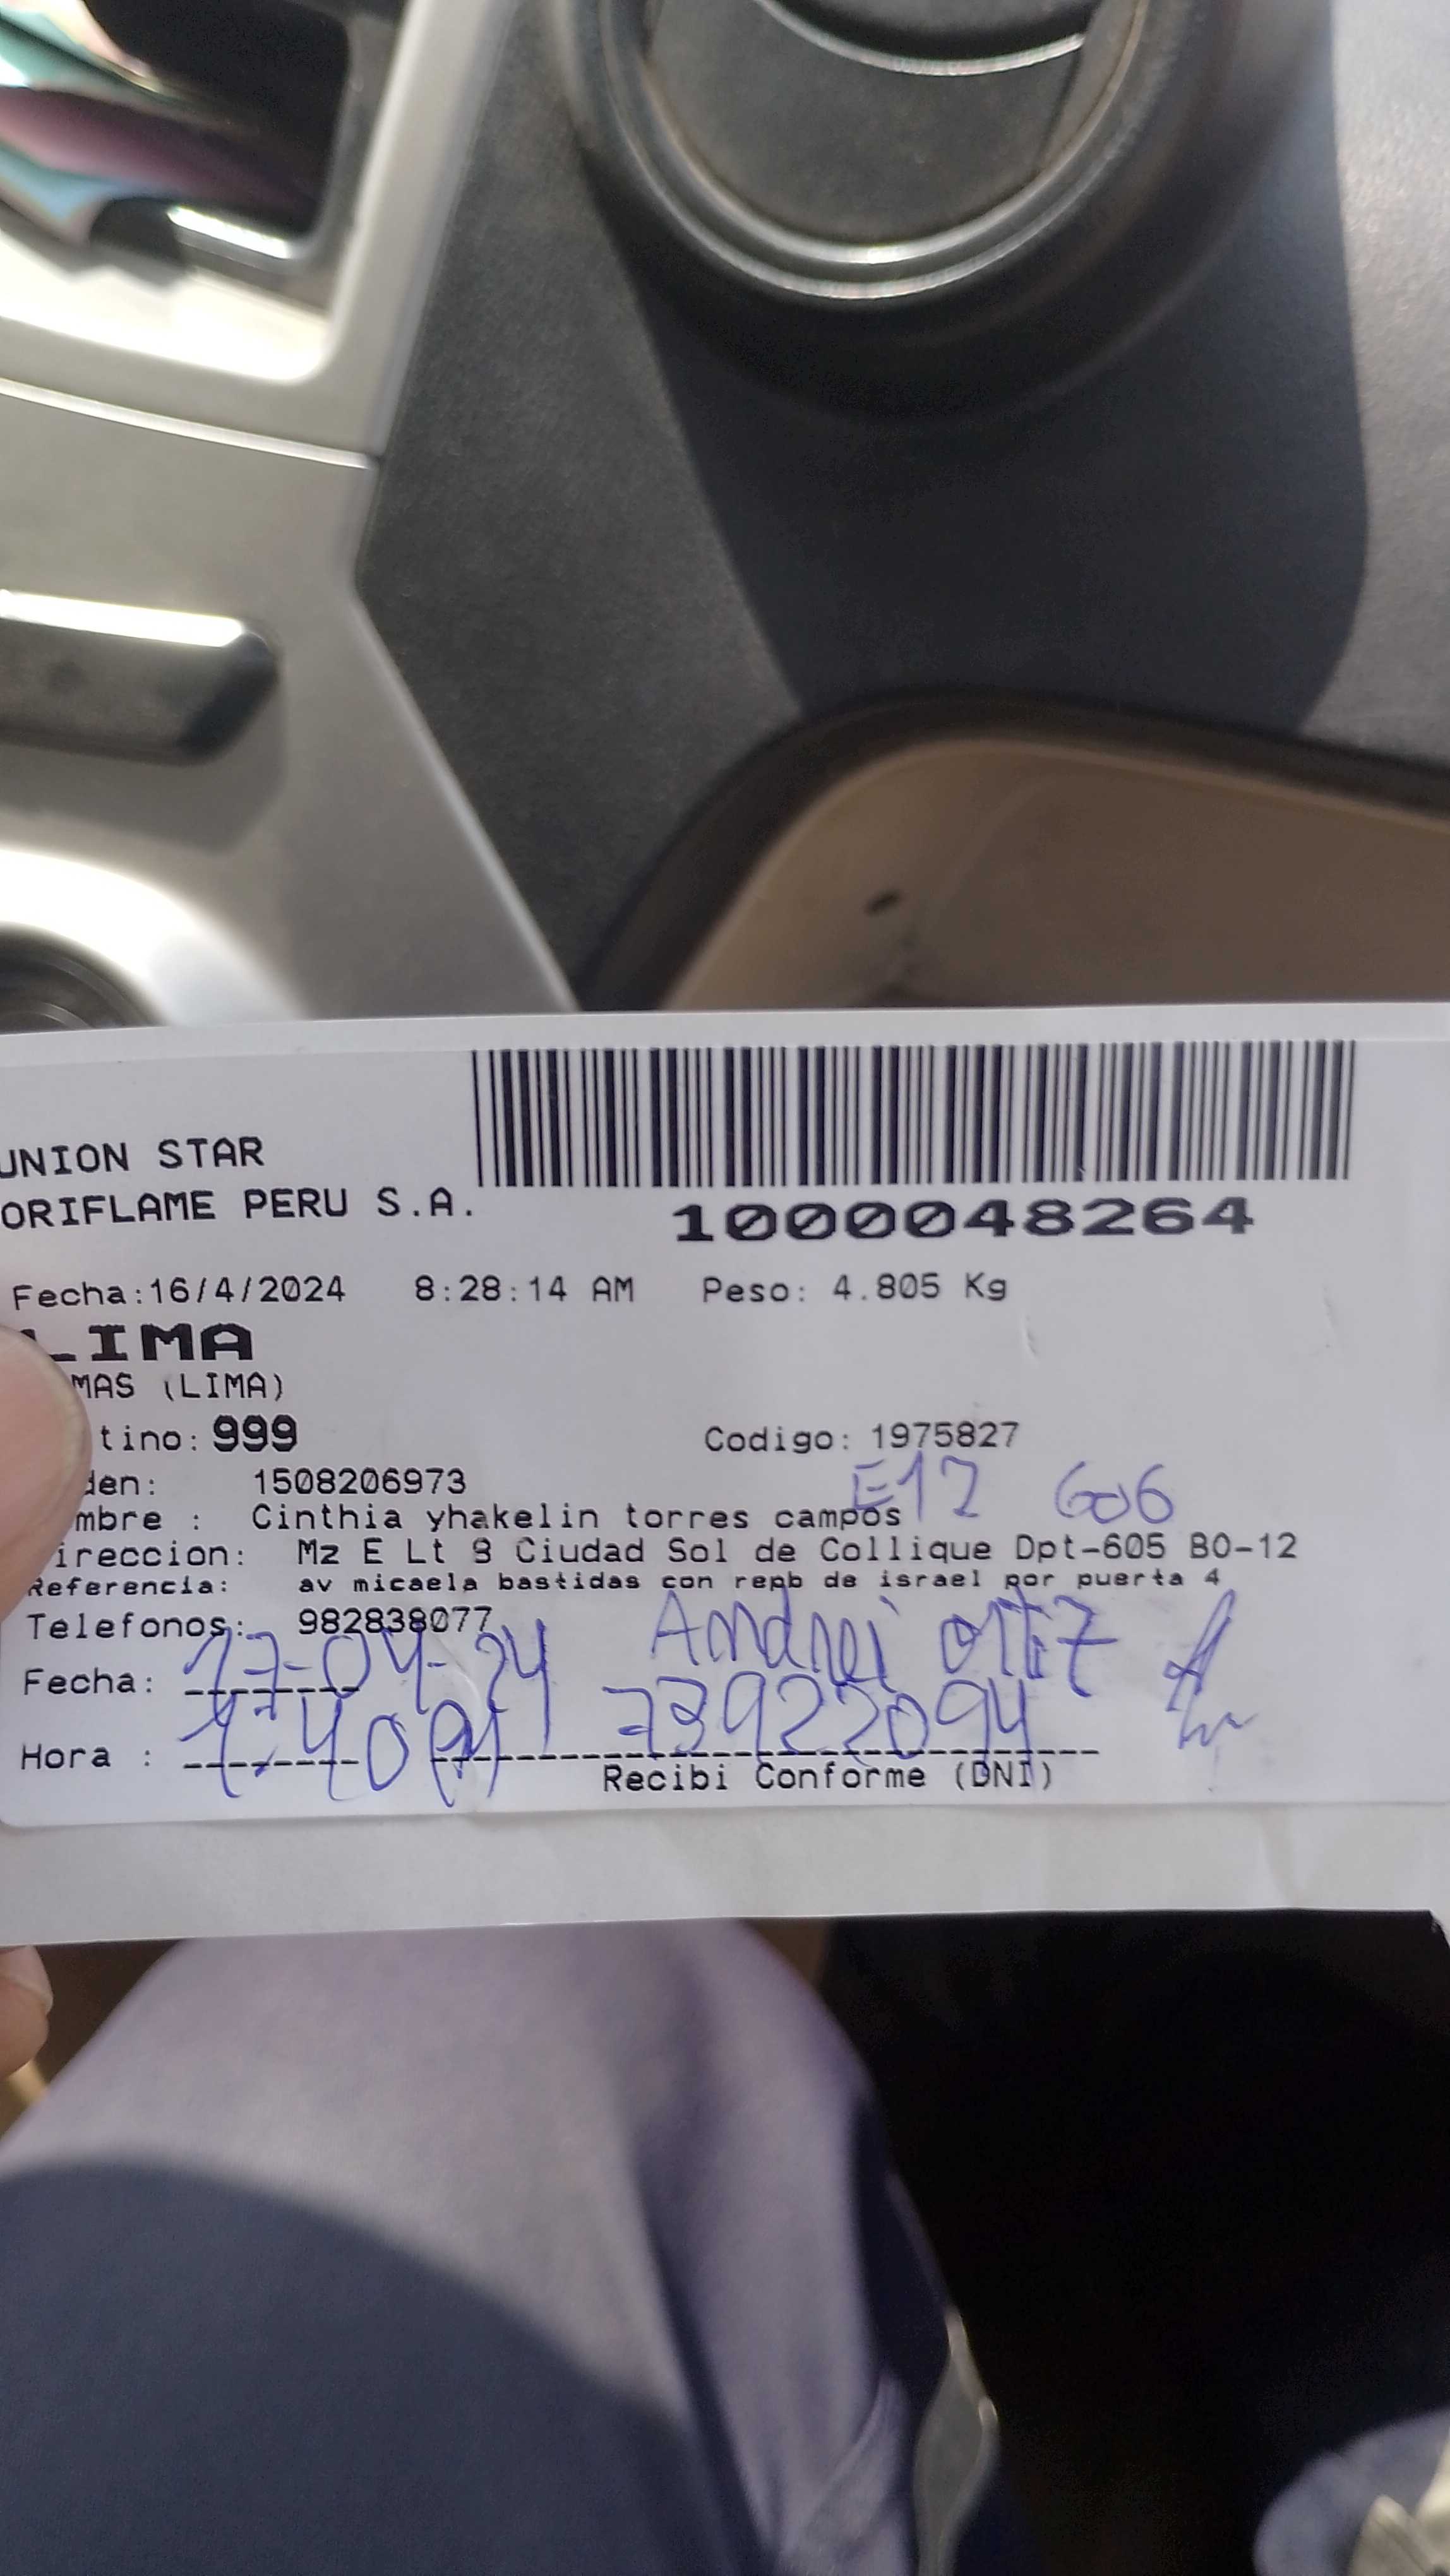 UNION STAR
ORIFLAME PERU S.A.
1000048264
Fecha:16/4/2024 8:28:14 AM Peso: 4.805 Kg
LIMA
MAS (LIMA)
tino: 999 Codigo: 1975827
den: 1508206973 E12 606
mbre : Cinthia yhakelin torres campos
ireccion: Mz E Lt 8 Ciudad Sol de Collique Dpt-605 BO-12
Referencia: av micaela bastidas con repb de israel por puerta 4
Telefonos: 982838077
Andrei ortiz
Fecha: 17-04-24 73922094
Hora :
Recibi Conforme (DNI)